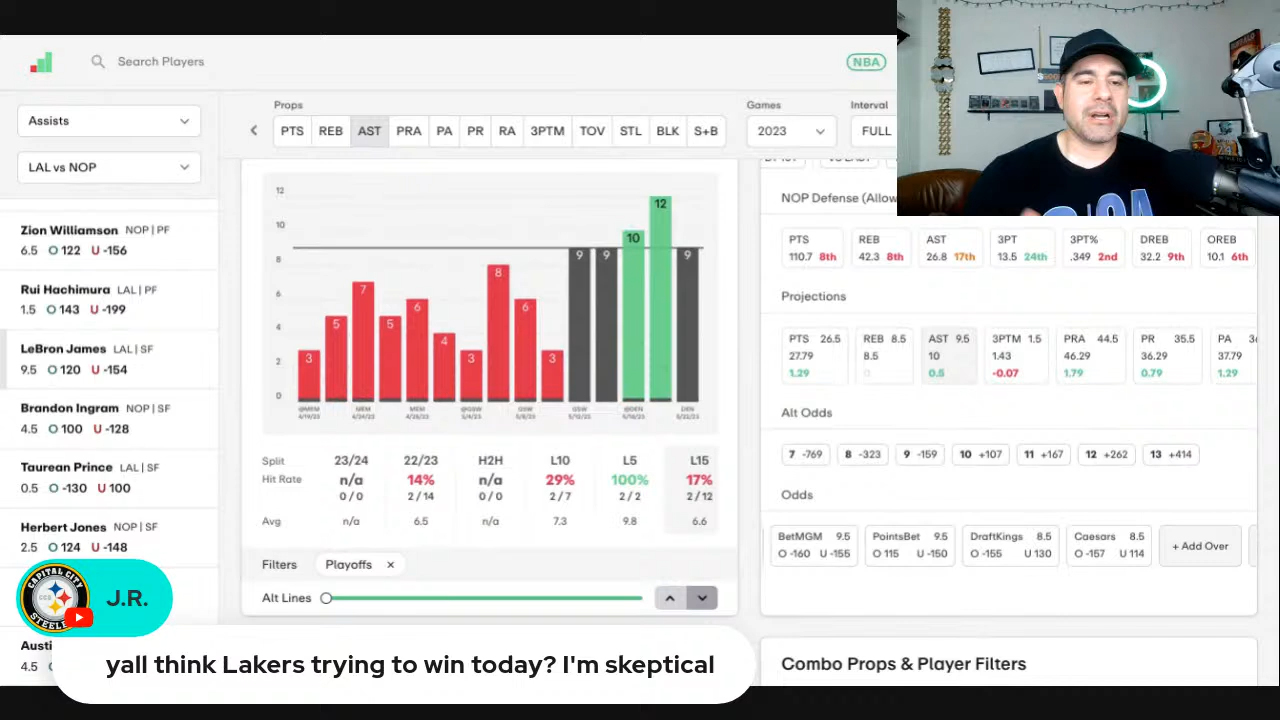 Search Players
NBA
Assists
LAL vs NOP
Zion Williamson NOP | PF
6.5 O 122 U -156
Rui Hachimura LAL | PF
1.5 O 143 U -199
LeBron James LAL | SF
9.5 O 120 U -154
Brandon Ingram NOP | SF
4.5 O 100 U -128
Taurean Prince LAL | SF
0.5 O -130 U 100
Herbert Jones NOP | SF
2.5 O 124 U -148
Austi
4.5
Props
PTS REB AST PRA PA PR RA 3PTM TOV STL BLK S+B
Games
2023
Interval
FULL
12
10
8
6
4
2
0
3 5 7 5 6 4 3 8 6 3 9 9 10 12 9
@MEM MEM MEM @GSW GSW GSW @DEN DEN
Split 23/24 22/23 H2H L10 L5 L15
Hit Rate n/a 14% n/a 29% 100% 17%
0 / 0 2 / 14 0 / 0 2 / 7 2 / 2 2 / 12
Avg n/a 6.5 n/a 7.3 9.8 6.6
Filters Playoffs ×
Alt Lines
NOP Defense (Allow
PTS REB AST 3PT 3PT% DREB OREB
110.7 8th 42.3 8th 26.8 17th 13.5 24th .349 2nd 32.2 9th 10.1 6th
Projections
PTS 26.5 REB 8.5 AST 9.5 3PTM 1.5 PRA 44.5 PR 35.5 PA
27.79 8.5 10 1.43 46.29 36.29 37.79
1.29 0 0.5 -0.07 1.79 0.79 1.29
Alt Odds
7 -769 8 -323 9 -159 10 +107 11 +167 12 +262 13 +414
Odds
BetMGM 9.5 PointsBet 9.5 DraftKings 8.5 Caesars 8.5
O -160 U -155 O 115 U -150 O -155 U 130 O -157 U 114
+ Add Over
Combo Props & Player Filters
CAPITAL CITY
STEELE
J.R.
yall think Lakers trying to win today? I'm skeptical